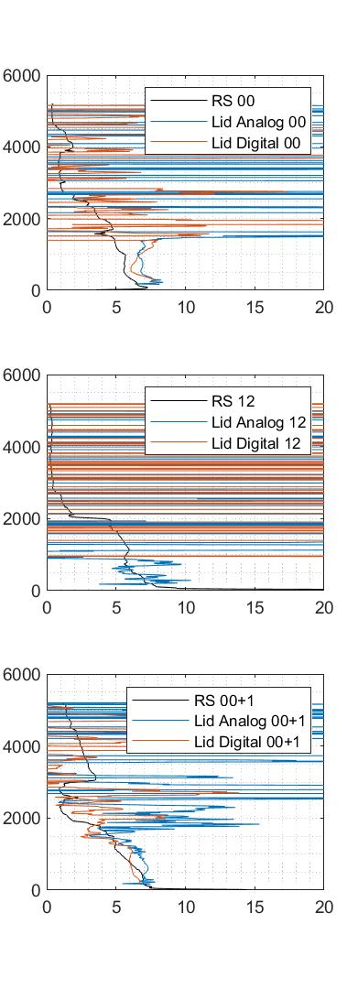 6000
4000
2000
0
0 5 10 15 20
RS 00
Lid Analog 00
Lid Digital 00
6000
4000
2000
0
0 5 10 15 20
RS 12
Lid Analog 12
Lid Digital 12
6000
4000
2000
0
0 5 10 15 20
RS 00+1
Lid Analog 00+1
Lid Digital 00+1